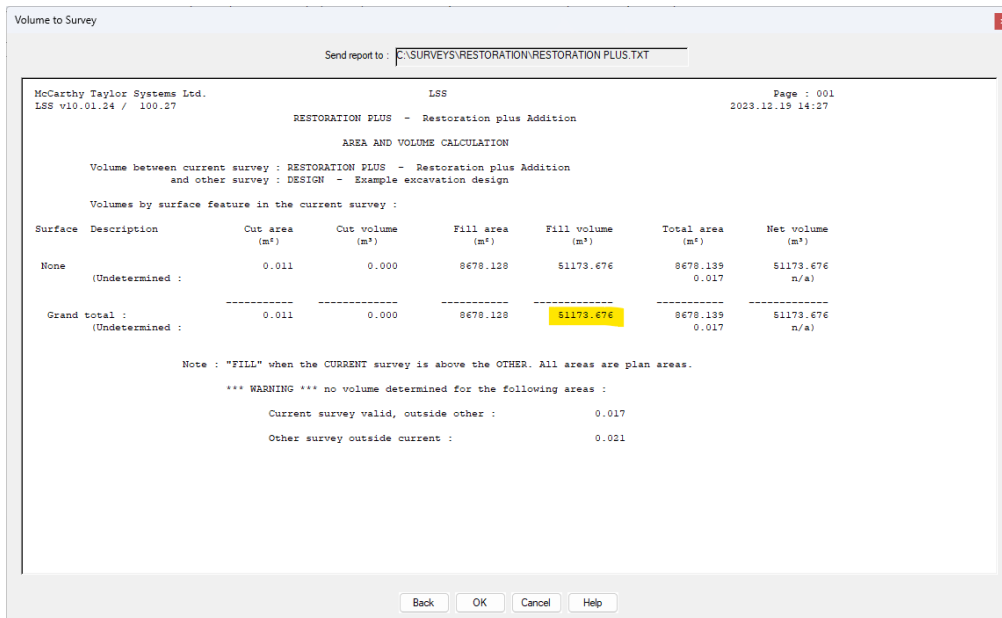 Volume to Survey
Send report to : C:\SURVEYS\RESTORATION\RESTORATION PLUS.TXT
McCarthy Taylor Systems Ltd. LSS Page : 001
LSS v10.01.24 / 100.27 2023.12.19 14:27
RESTORATION PLUS - Restoration plus Addition
AREA AND VOLUME CALCULATION
Volume between current survey : RESTORATION PLUS - Restoration plus Addition
and other survey : DESIGN - Example excavation design
Volumes by surface feature in the current survey :
Surface Description Cut area Cut volume Fill area Fill volume Total area Net volume
(m²) (m³) (m²) (m³) (m²) (m³)
None 0.011 0.000 8678.128 51173.676 8678.139 51173.676
(Undetermined : 0.017 n/a)
----------- ------------- ----------- ------------- ----------- -------------
Grand total : 0.011 0.000 8678.128 51173.676 8678.139 51173.676
(Undetermined : 0.017 n/a)
Note : "FILL" when the CURRENT survey is above the OTHER. All areas are plan areas.
*** WARNING *** no volume determined for the following areas :
Current survey valid, outside other : 0.017
Other survey outside current : 0.021
Back OK Cancel Help